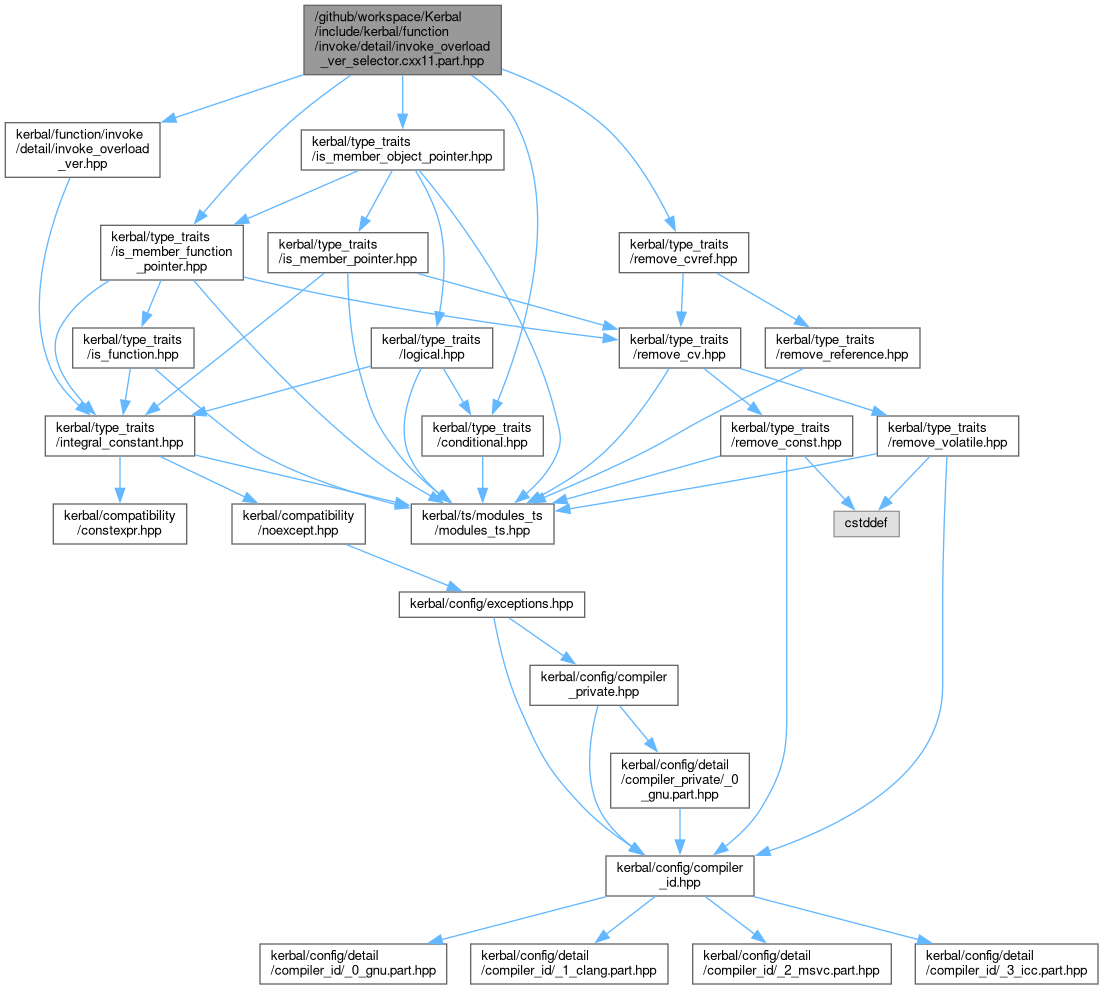 /github/workspace/Kerbal
/include/kerbal/function
/invoke/detail/invoke_overload
_ver_selector.cxx11.part.hpp
kerbal/function/invoke
/detail/invoke_overload
_ver.hpp
kerbal/type_traits
/is_member_object_pointer.hpp
kerbal/type_traits
/is_member_function
_pointer.hpp
kerbal/type_traits
/is_member_pointer.hpp
kerbal/type_traits
/remove_cvref.hpp
kerbal/type_traits
/is_function.hpp
kerbal/type_traits
/logical.hpp
kerbal/type_traits
/remove_cv.hpp
kerbal/type_traits
/remove_reference.hpp
kerbal/type_traits
/integral_constant.hpp
kerbal/type_traits
/conditional.hpp
kerbal/type_traits
/remove_const.hpp
kerbal/type_traits
/remove_volatile.hpp
kerbal/compatibility
/constexpr.hpp
kerbal/compatibility
/noexcept.hpp
kerbal/ts/modules_ts
/modules_ts.hpp
cstddef
kerbal/config/exceptions.hpp
kerbal/config/compiler
_private.hpp
kerbal/config/detail
/compiler_private/_0
_gnu.part.hpp
kerbal/config/compiler
_id.hpp
kerbal/config/detail
/compiler_id/_0_gnu.part.hpp
kerbal/config/detail
/compiler_id/_1_clang.part.hpp
kerbal/config/detail
/compiler_id/_2_msvc.part.hpp
kerbal/config/detail
/compiler_id/_3_icc.part.hpp